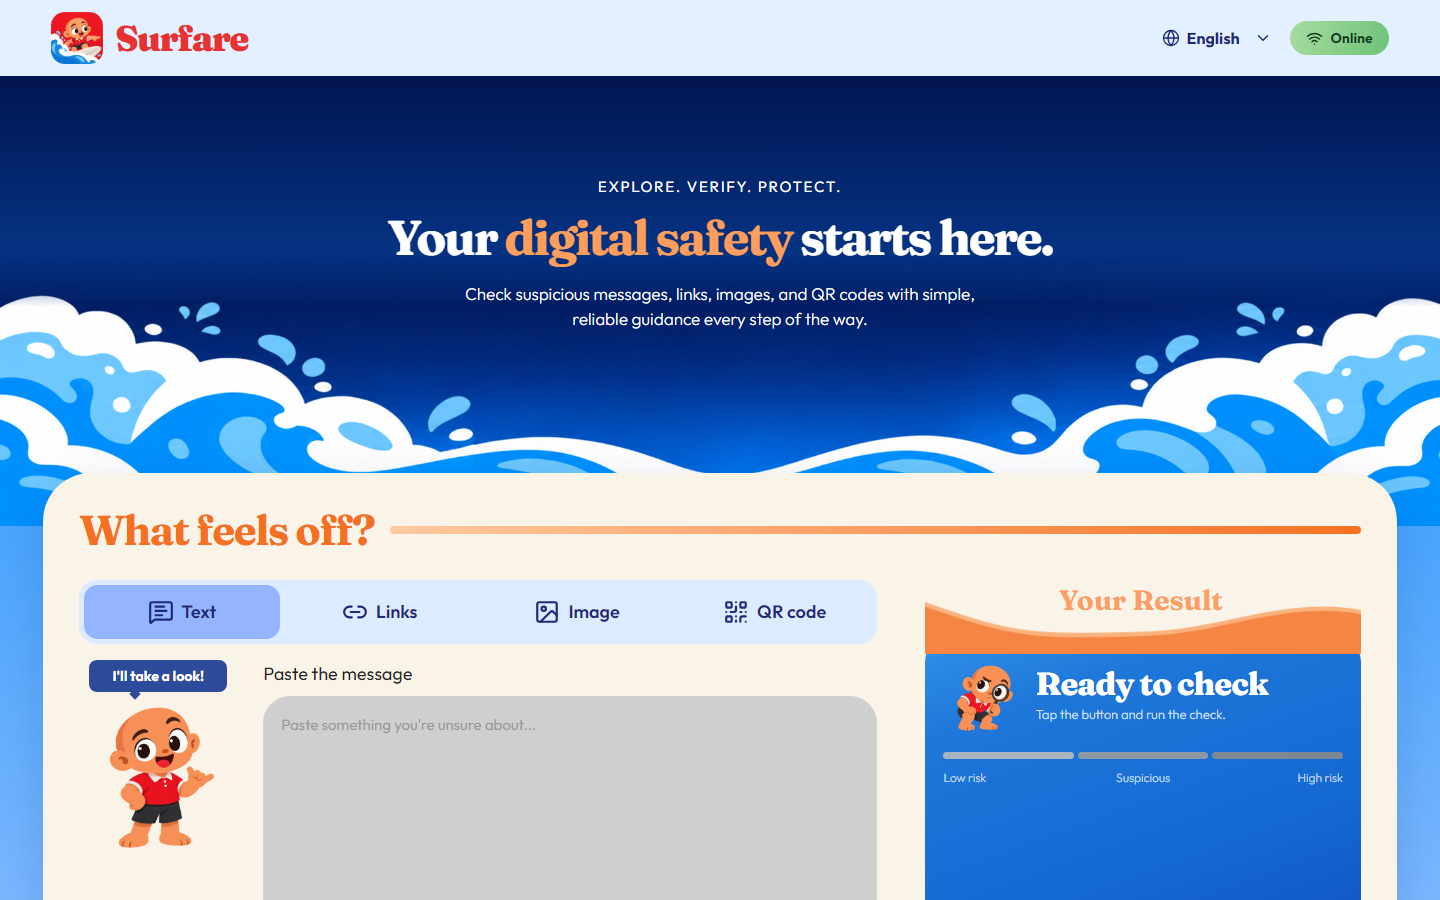 Surfare
English
Online
EXPLORE. VERIFY. PROTECT.
Your digital safety starts here.
Check suspicious messages, links, images, and QR codes with simple,
reliable guidance every step of the way.
What feels off?
Text
Links
Image
QR code
I'll take a look!
Paste the message
Paste something you're unsure about...
Your Result
Ready to check
Tap the button and run the check.
Low risk
Suspicious
High risk